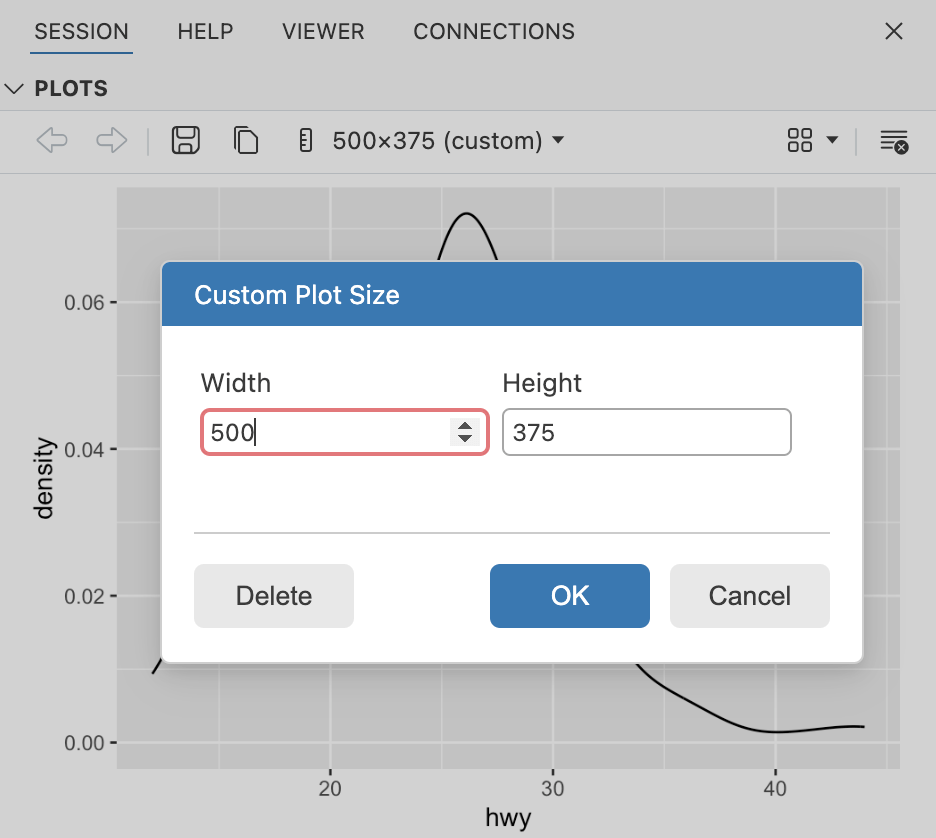 SESSION HELP VIEWER CONNECTIONS
PLOTS
500×375 (custom)
Custom Plot Size
Width Height
500 375
Delete OK Cancel
0.06
0.04
0.02
0.00
density
20 30 40
hwy